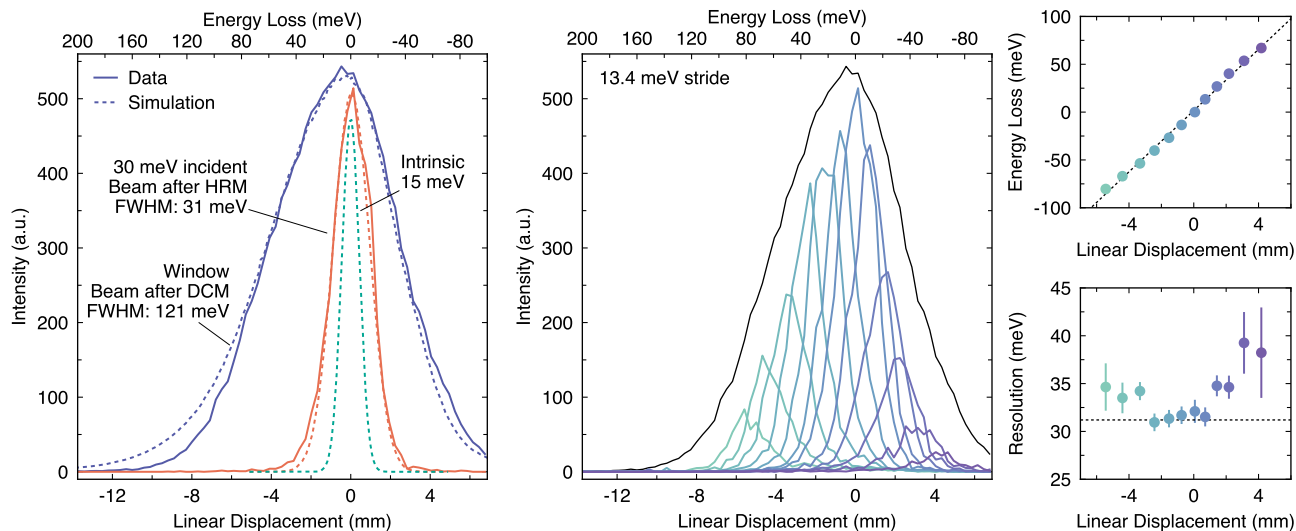 Energy Loss (meV)
200 160 120 80 40 0 -40 -80
Data
Simulation
30 meV incident
Beam after HRM
FWHM: 31 meV
Intrinsic
15 meV
Window
Beam after DCM
FWHM: 121 meV
Intensity (a.u.)
500
400
300
200
100
0
-12 -8 -4 0 4
Linear Displacement (mm)
Energy Loss (meV)
200 160 120 80 40 0 -40 -80
13.4 meV stride
Intensity (a.u.)
500
400
300
200
100
0
-12 -8 -4 0 4
Linear Displacement (mm)
Energy Loss (meV)
100
50
0
-50
-100
-4 0 4
Linear Displacement (mm)
Resolution (meV)
45
40
35
30
25
-4 0 4
Linear Displacement (mm)